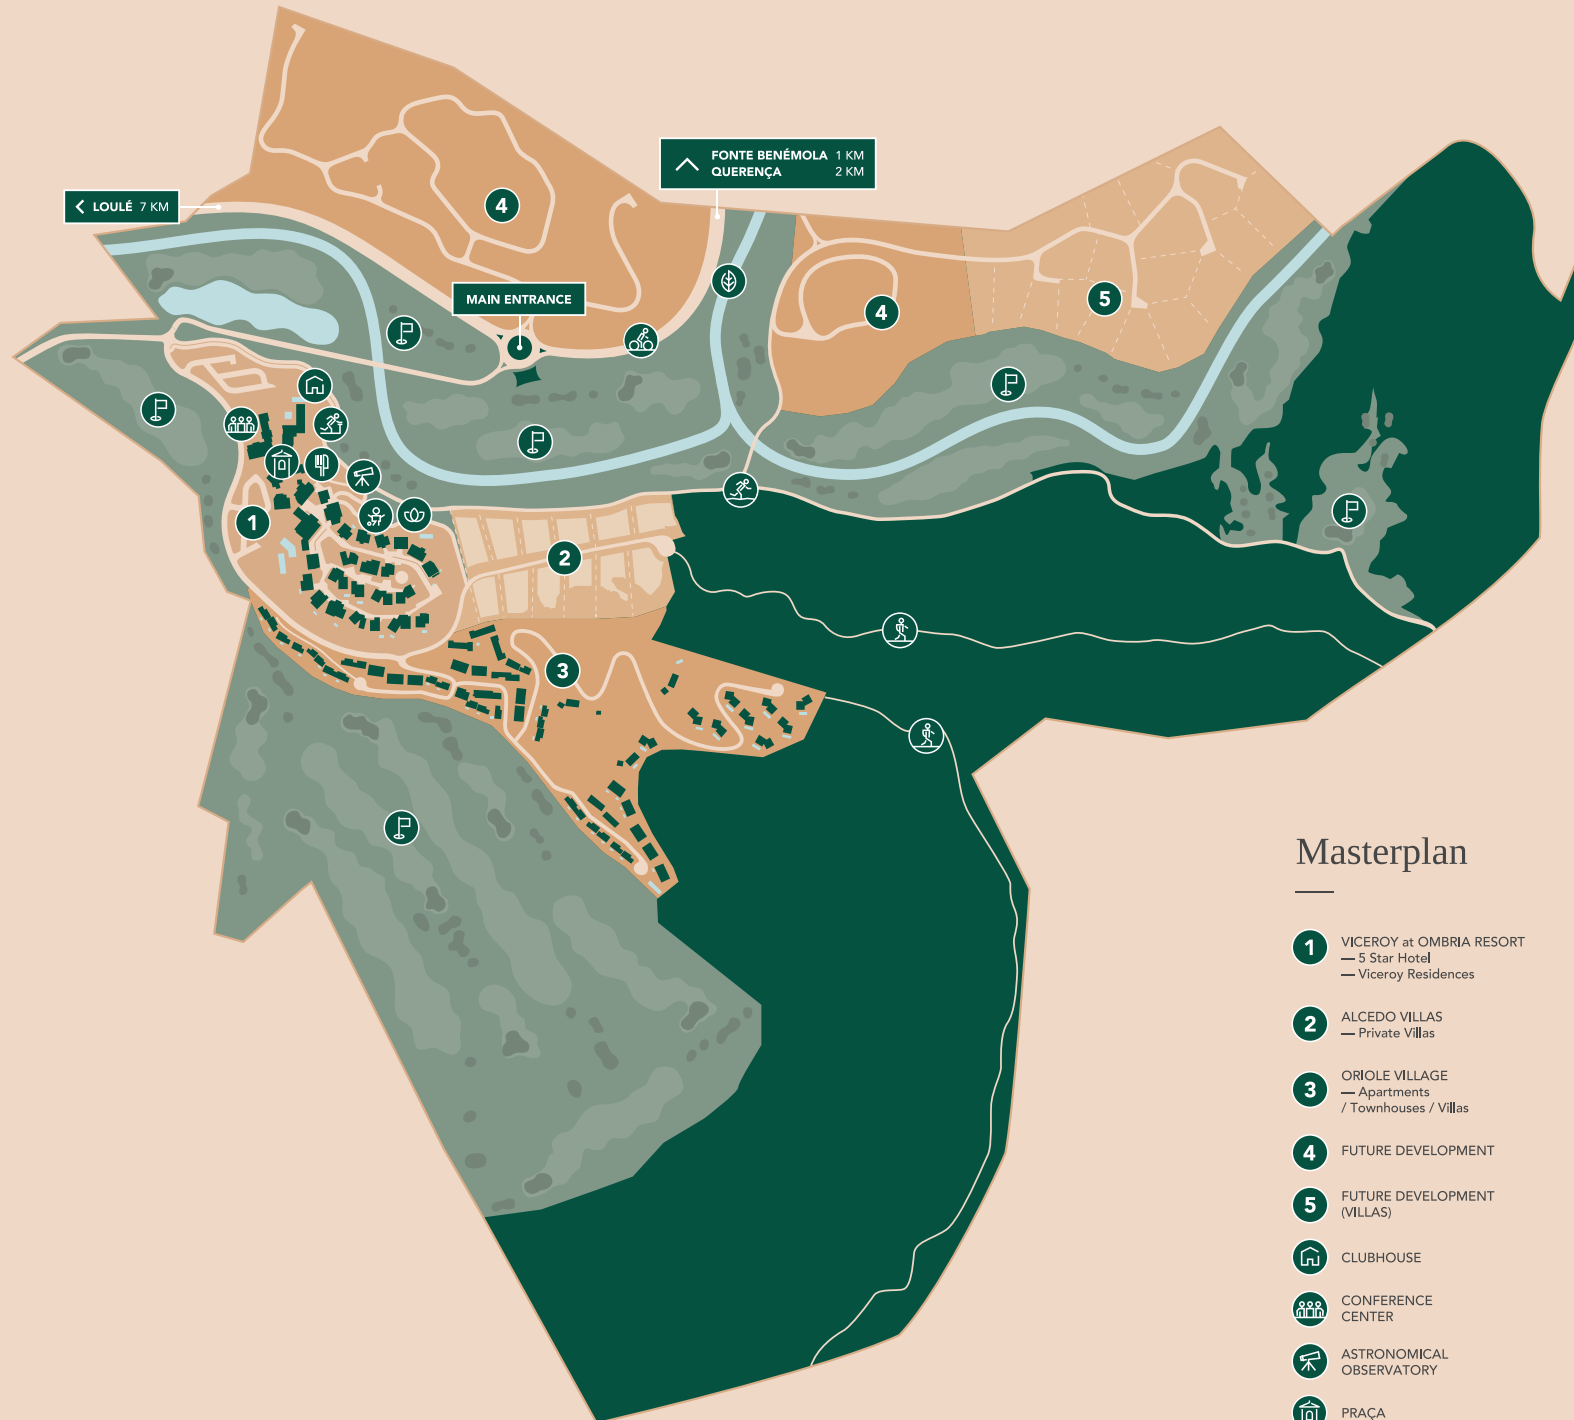 FONTE BENÉMOLA 1 KM
QUERENÇA 2 KM
LOULÉ 7 KM
4
MAIN ENTRANCE
4
5
1
2
3
Masterplan
1 VICEROY at OMBRIA RESORT
— 5 Star Hotel
— Viceroy Residences
2 ALCEDO VILLAS
— Private Villas
3 ORIOLE VILLAGE
— Apartments
/ Townhouses / Villas
4 FUTURE DEVELOPMENT
5 FUTURE DEVELOPMENT
(VILLAS)
CLUBHOUSE
CONFERENCE
CENTER
ASTRONOMICAL
OBSERVATORY
PRAÇA